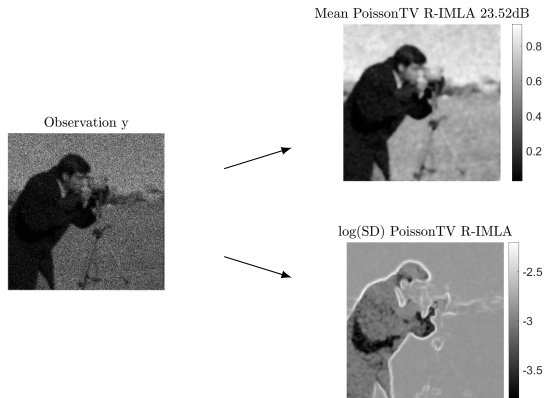 Mean PoissonTV R-IMLA 23.52dB
0.8
0.6
0.4
0.2
Observation y
log(SD) PoissonTV R-IMLA
-2.5
-3
-3.5